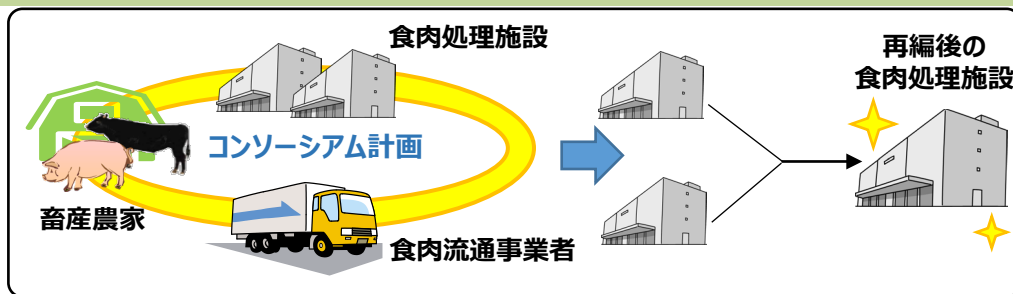 食肉処理施設
コンソーシアム計画
畜産農家
食肉流通事業者
再編後の
食肉処理施設